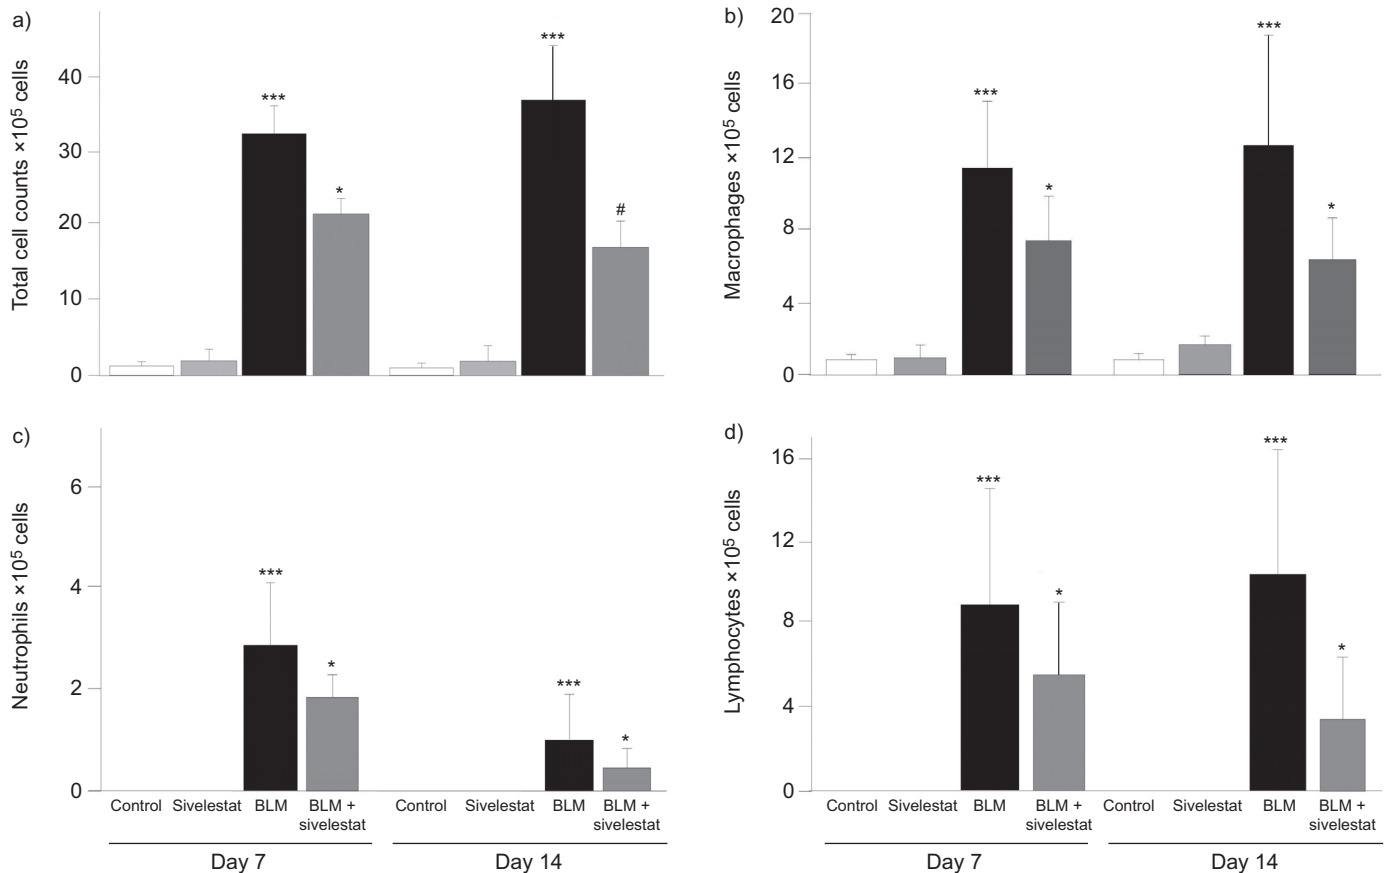 a)
Total cell counts ×10⁵ cells
40
30
20
10
0
***
*
***
#
b)
Macrophages ×10⁵ cells
20
16
12
8
4
0
***
*
***
*
c)
Neutrophils ×10⁵ cells
6
4
2
0
***
*
***
*
Control Sivelestat BLM BLM +
sivelestat
Control Sivelestat BLM BLM +
sivelestat
Day 7 Day 14
d)
Lymphocytes ×10⁵ cells
16
12
8
4
0
***
*
***
*
Control Sivelestat BLM BLM +
sivelestat
Control Sivelestat BLM BLM +
sivelestat
Day 7 Day 14